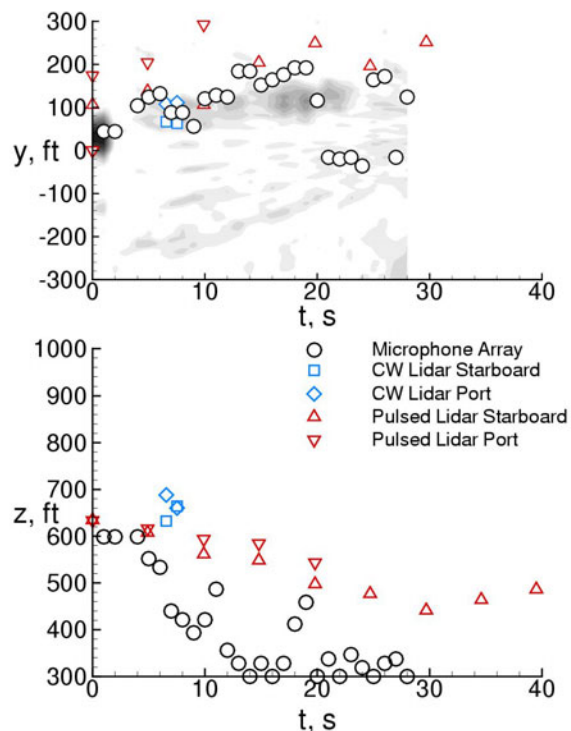 300
200
100
y, ft
0
-100
-200
-300
0 10 20 30 40
t, s
1000
900
800
700
z, ft
600
500
400
300
Microphone Array
CW Lidar Starboard
CW Lidar Port
Pulsed Lidar Starboard
Pulsed Lidar Port
0 10 20 30 40
t, s